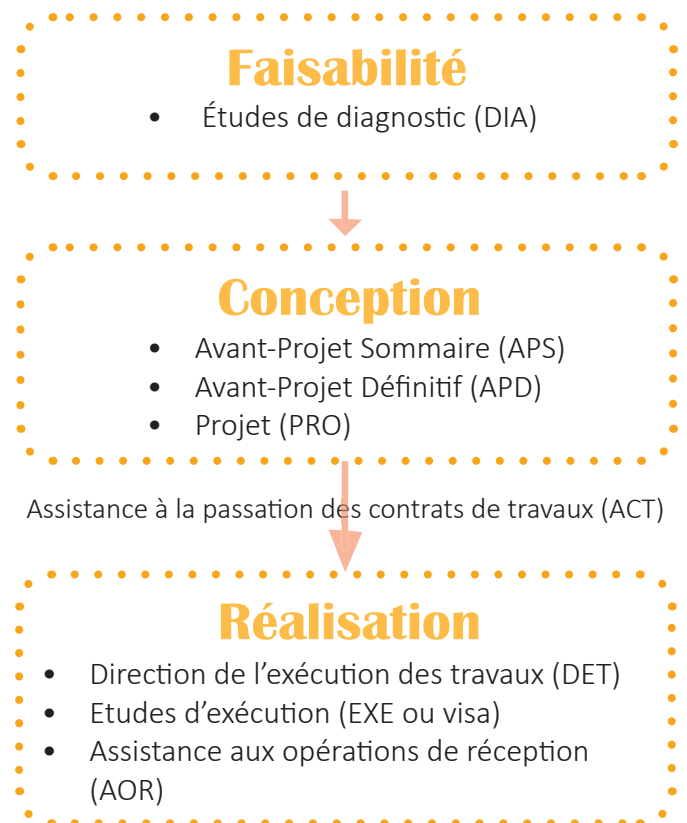 Faisabilité
• Études de diagnostic (DIA)
Conception
• Avant-Projet Sommaire (APS)
• Avant-Projet Définitif (APD)
• Projet (PRO)
Assistance à la passation des contrats de travaux (ACT)
Réalisation
• Direction de l’exécution des travaux (DET)
• Etudes d’exécution (EXE ou visa)
• Assistance aux opérations de réception
(AOR)